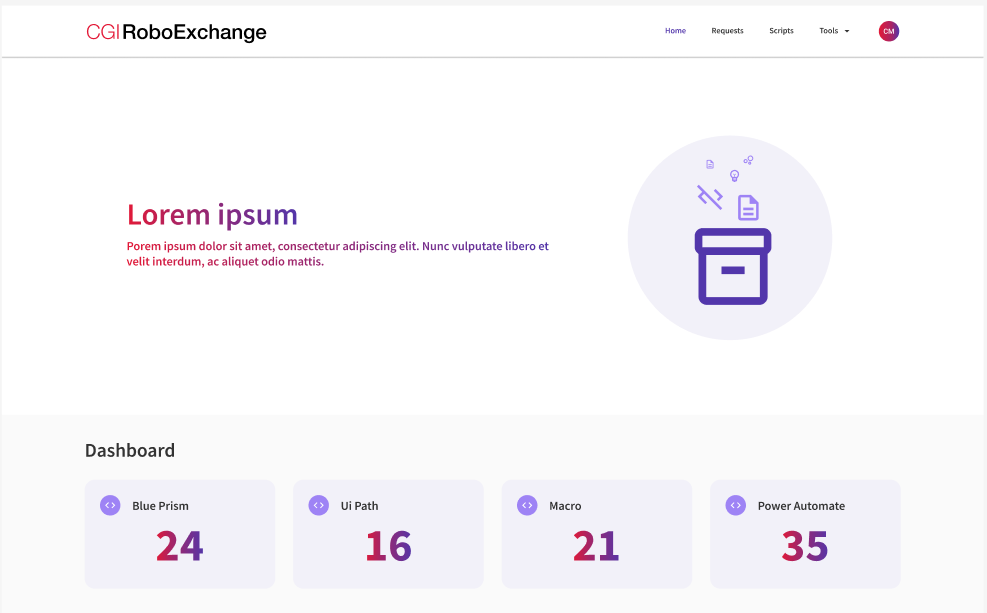 CGI RoboExchange
Home Requests Scripts Tools CM
Lorem ipsum
Porem ipsum dolor sit amet, consectetur adipiscing elit. Nunc vulputate libero et
velit interdum, ac aliquet odio mattis.
Dashboard
Blue Prism
24
Ui Path
16
Macro
21
Power Automate
35